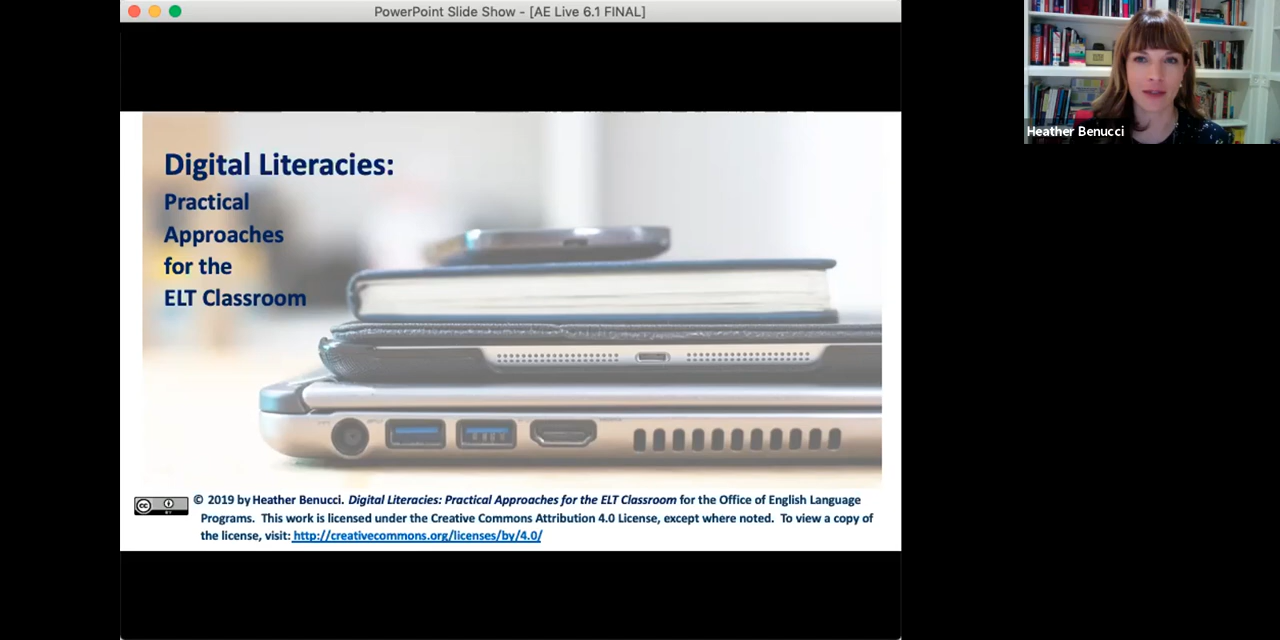 PowerPoint Slide Show - [AE Live 6.1 FINAL]
Heather Benucci
Digital Literacies:
Practical
Approaches
for the
ELT Classroom
cc
BY
© 2019 by Heather Benucci. Digital Literacies: Practical Approaches for the ELT Classroom for the Office of English Language
Programs. This work is licensed under the Creative Commons Attribution 4.0 License, except where noted. To view a copy of
the license, visit: http://creativecommons.org/licenses/by/4.0/